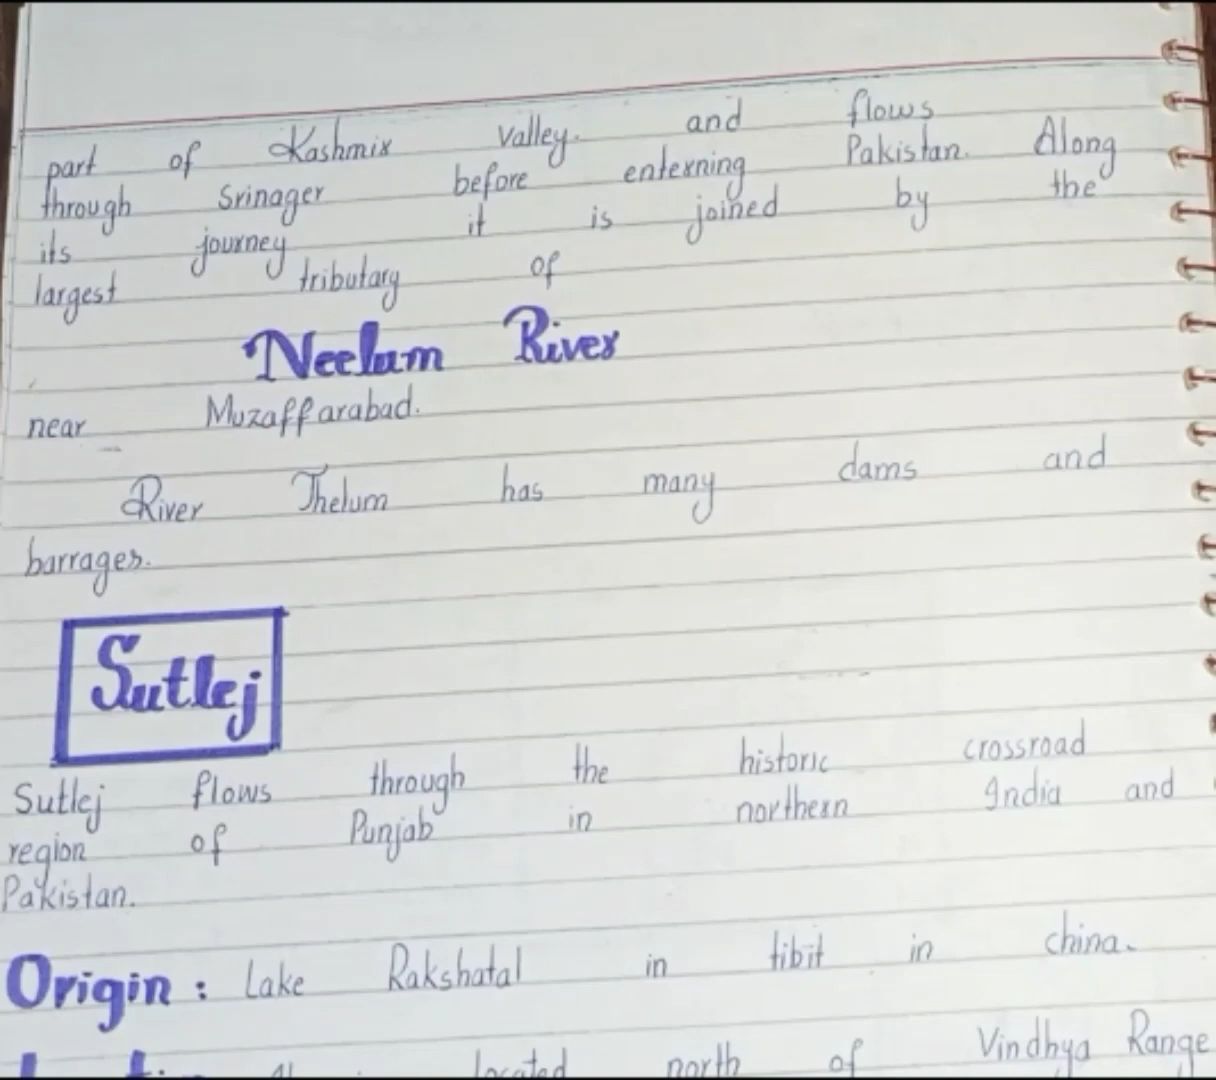 part of Kashmir valley. and flows
through Srinager before enterning Pakistan. Along
its journey it is joined by the
largest tributary of
Neelum River
near Muzaffarabad.
River Jhelum has many dams and
barrages.
Sutlej
Sutlej flows through the historic crossroad
region of Punjab in northern India and
Pakistan.
Origin : Lake Rakshatal in tibit in china.
located north of Vindhya Range